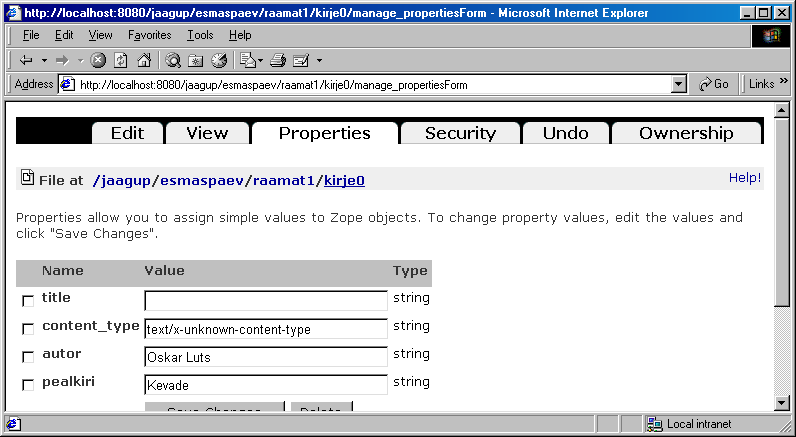 http://localhost:8080/jaagup/esmaspaev/raamat1/kirje0/manage_propertiesForm - Microsoft Internet Explorer
File Edit View Favorites Tools Help
Address http://localhost:8080/jaagup/esmaspaev/raamat1/kirje0/manage_propertiesForm Go Links »
Edit View Properties Security Undo Ownership
File at /jaagup/esmaspaev/raamat1/kirje0 Help!
Properties allow you to assign simple values to Zope objects. To change property values, edit the values and
click "Save Changes".
Name Value Type
title string
content_type text/x-unknown-content-type string
autor Oskar Luts string
pealkiri Kevade string
Save Changes Delete
Local intranet